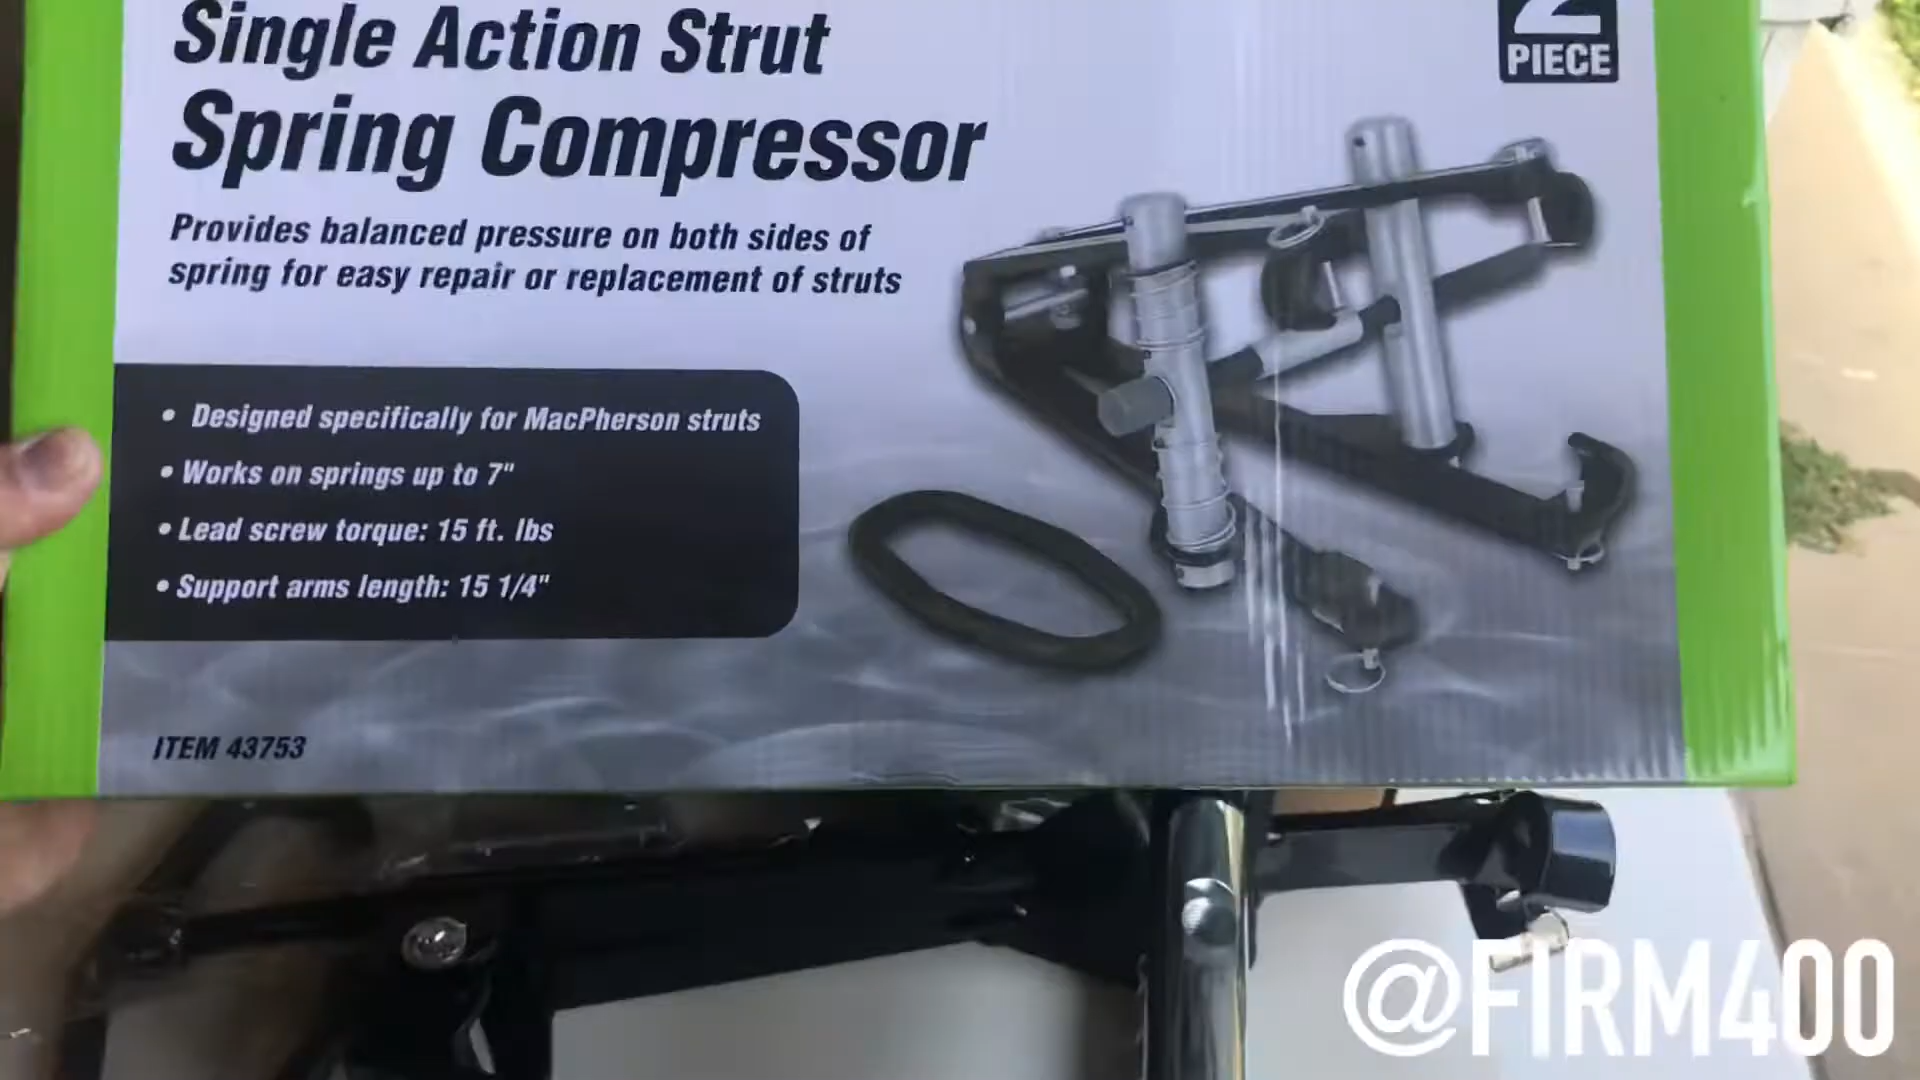 Single Action Strut
Spring Compressor
2
PIECE
Provides balanced pressure on both sides of
spring for easy repair or replacement of struts
• Designed specifically for MacPherson struts
• Works on springs up to 7"
• Lead screw torque: 15 ft. lbs
• Support arms length: 15 1/4"
ITEM 43753
@FIRM400